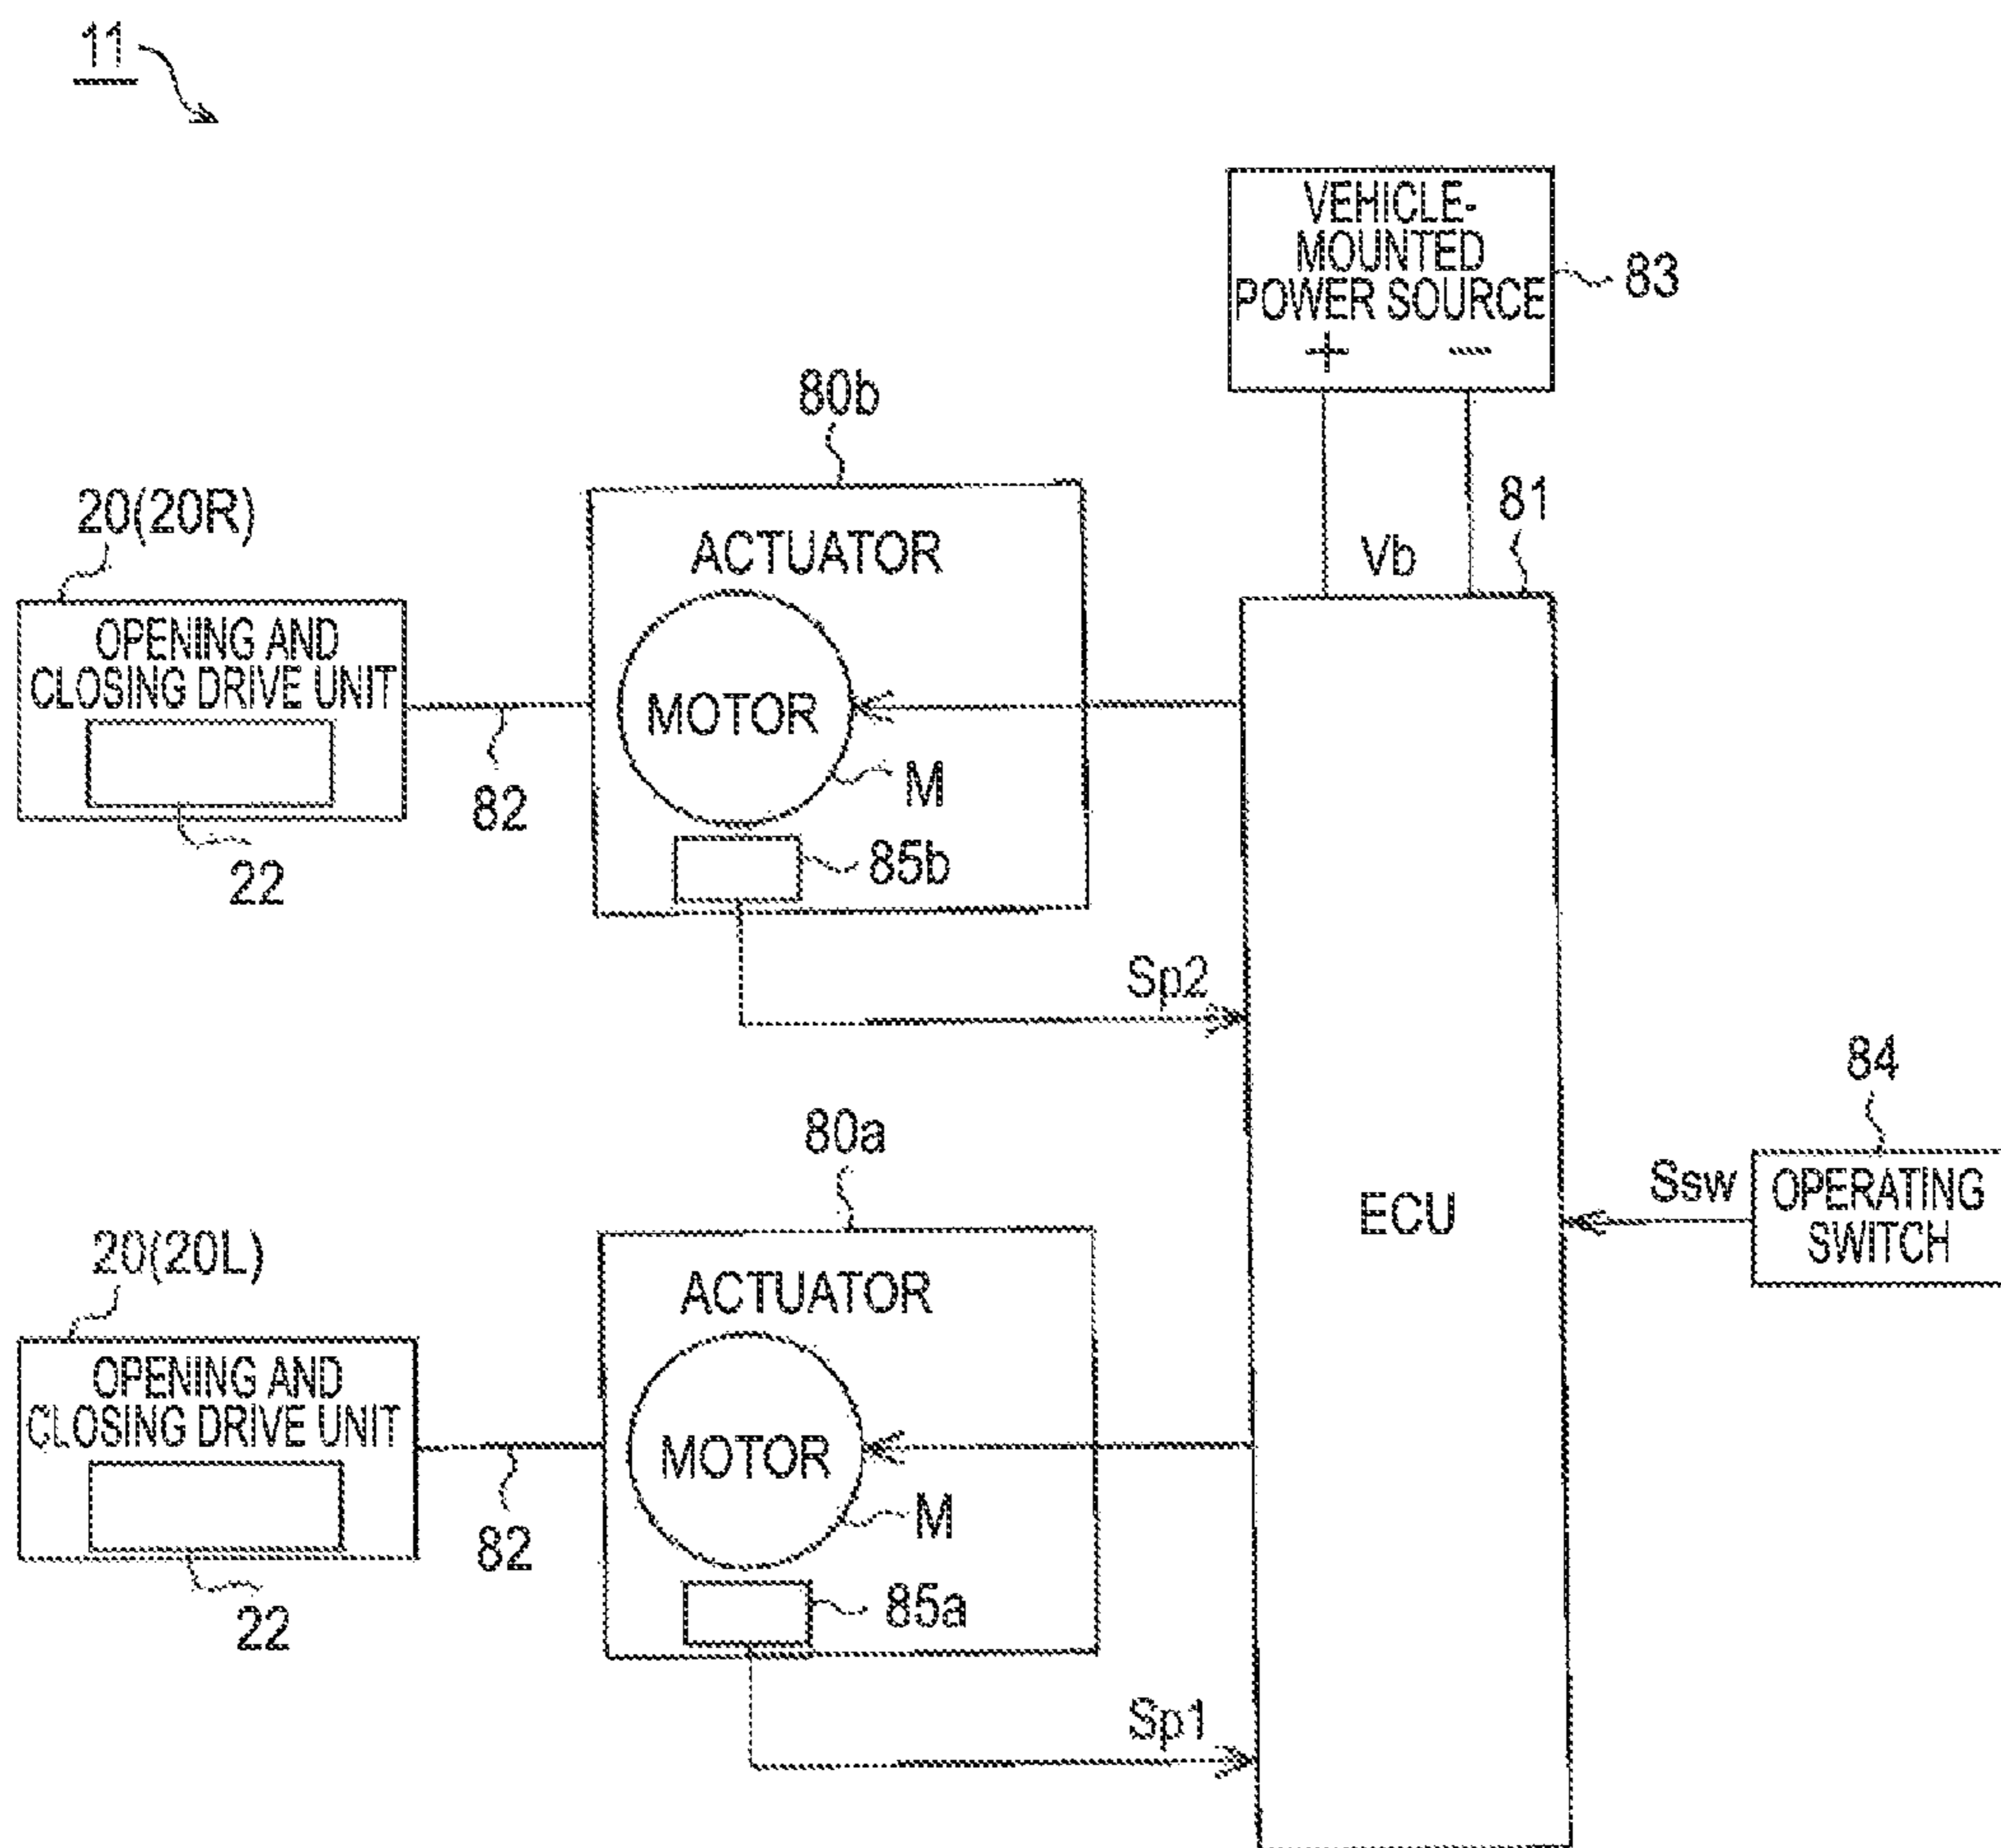 11
VEHICLE-
MOUNTED
POWER SOURCE
+ −
83
80b
81
Vb
20(20R)
ACTUATOR
OPENING AND
CLOSING DRIVE UNIT
MOTOR
M
82
22
85b
Sp2
84
80a
Ssw
OPERATING
SWITCH
ECU
20(20L)
ACTUATOR
OPENING AND
CLOSING DRIVE UNIT
MOTOR
M
82
22
85a
Sp1